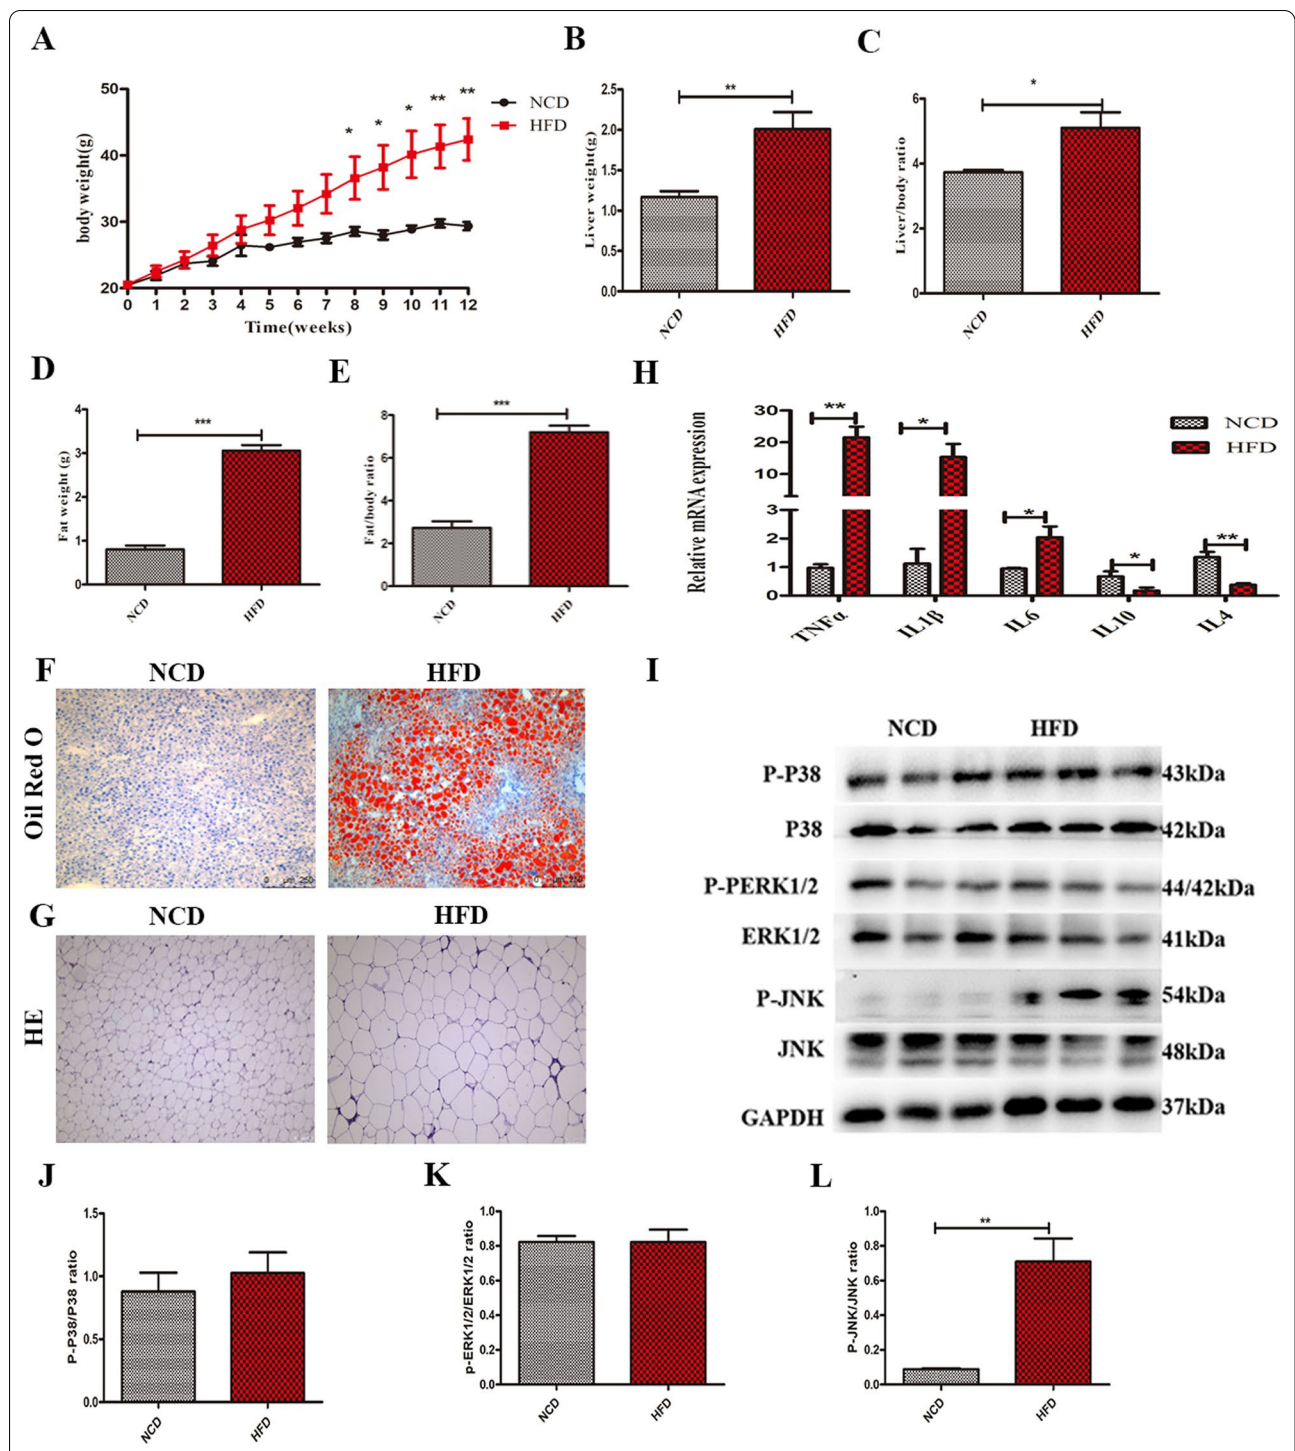 A
body weight(g)
50
40
30
20
0 1 2 3 4 5 6 7 8 9 10 11 12
Time(weeks)
* * * ** **
NCD
HFD
B
Liver weight(g)
2.5
2.0
1.5
1.0
0.5
0.0
**
NCD HFD
C
Liver/body ratio
6
4
2
0
*
NCD HFD
D
Fat weight (g)
4
3
2
1
0
***
NCD HFD
E
Fat/body ratio
8
6
4
2
0
***
NCD HFD
H
Relative mRNA expression
30
20
10
3
2
1
0
** * * * **
NCD
HFD
TNFα IL1β IL6 IL10 IL4
F
NCD HFD
Oil Red O
0 µm 250
G
NCD HFD
HE
I
NCD HFD
P-P38 43kDa
P38 42kDa
P-PERK1/2 44/42kDa
ERK1/2 41kDa
P-JNK 54kDa
JNK 48kDa
GAPDH 37kDa
J
P-P38/P38 ratio
1.5
1.0
0.5
0.0
NCD HFD
K
p-ERK1/2/ERK1/2 ratio
1.0
0.8
0.6
0.4
0.2
0.0
NCD HFD
L
P-JNK/JNK ratio
1.0
0.8
0.6
0.4
0.2
0.0
**
NCD HFD